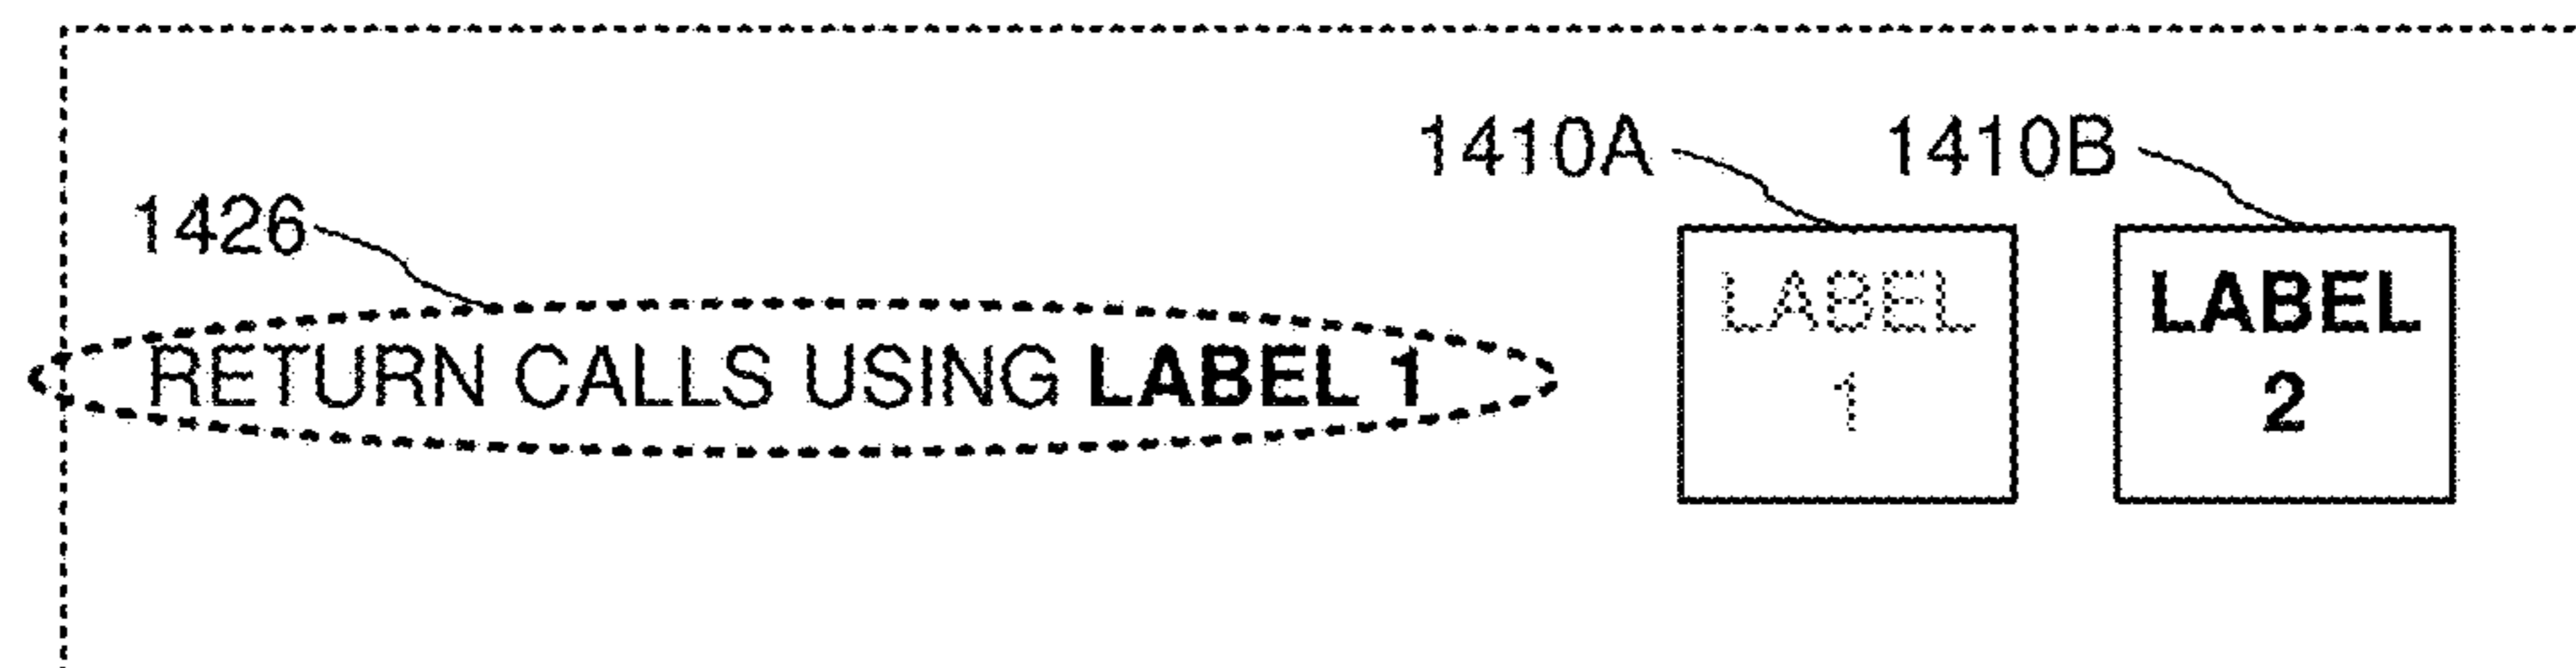 1410A 1410B
1426
LABEL 1
LABEL 2
RETURN CALLS USING LABEL 1